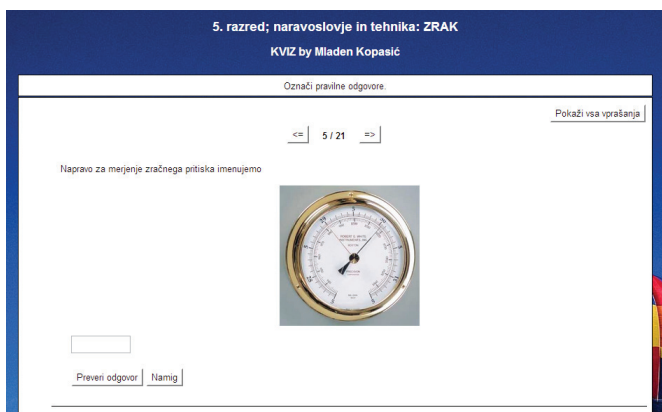 5. razred; naravoslovje in tehnika: ZRAK
KVIZ by Mladen Kopasić
Označi pravilne odgovore.
Pokaži vsa vprašanja
<= 5 / 21 =>
Napravo za merjenje zračnega pritiska imenujemo
Preveri odgovor Namig